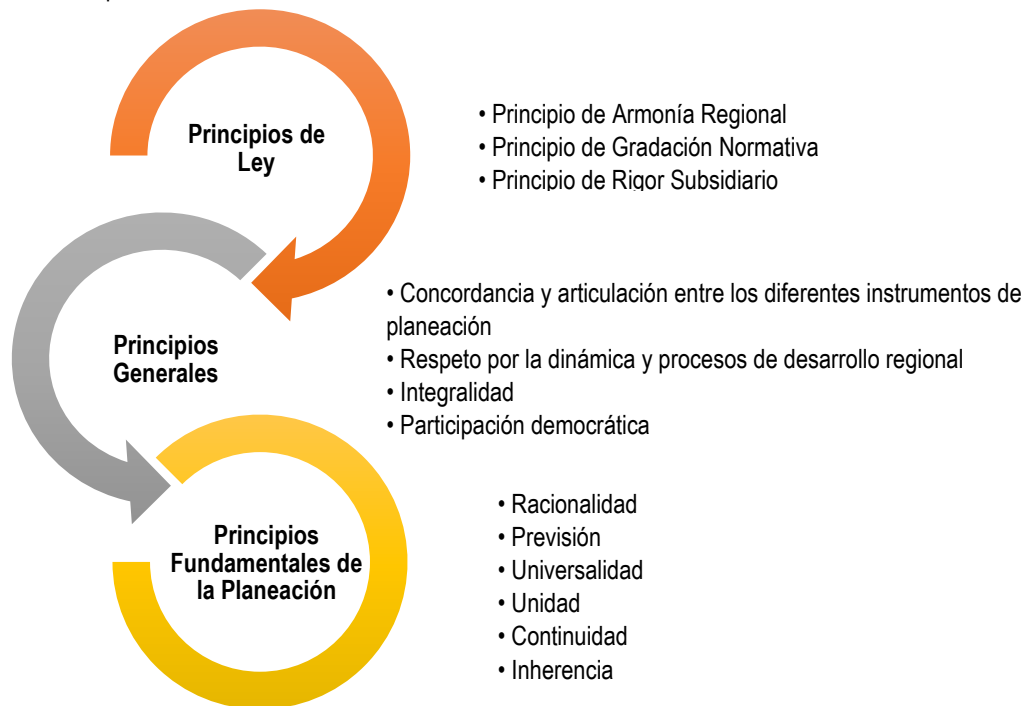 Principios de
Ley
• Principio de Armonía Regional
• Principio de Gradación Normativa
• Principio de Rigor Subsidiario
Principios
Generales
• Concordancia y articulación entre los diferentes instrumentos de
planeación
• Respeto por la dinámica y procesos de desarrollo regional
• Integralidad
• Participación democrática
Principios
Fundamentales de
la Planeación
• Racionalidad
• Previsión
• Universalidad
• Unidad
• Continuidad
• Inherencia